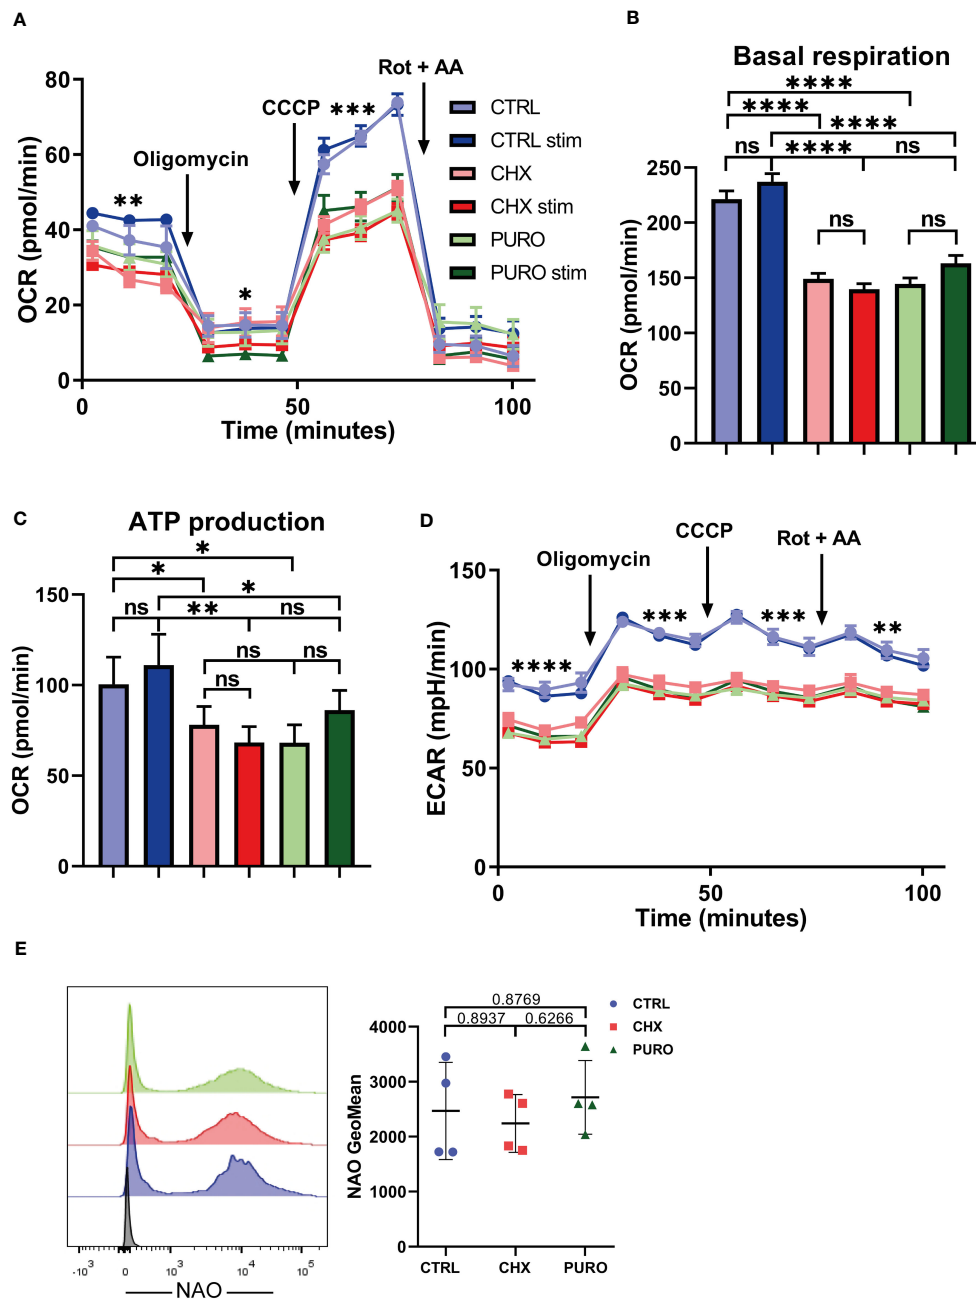 A
Oligomycin
CCCP
Rot + AA
**
*
***
CTRL
CTRL stim
CHX
CHX stim
PURO
PURO stim
OCR (pmol/min)
80
60
40
20
0
0 50 100
Time (minutes)
B
Basal respiration
****
****
****
ns **** ns
ns ns
OCR (pmol/min)
250
200
150
100
50
0
C
ATP production
*
*
*
ns ** ns
ns
ns
OCR (pmol/min)
150
100
50
0
D
Oligomycin
CCCP
Rot + AA
**** *** *** **
ECAR (mpH/min)
150
100
50
0
0 50 100
Time (minutes)
E
-10³ 0 10³ 10⁴ 10⁵
NAO
0.8769
0.8937 0.6266
CTRL
CHX
PURO
NAO GeoMean
4000
3000
2000
1000
0
CTRL CHX PURO